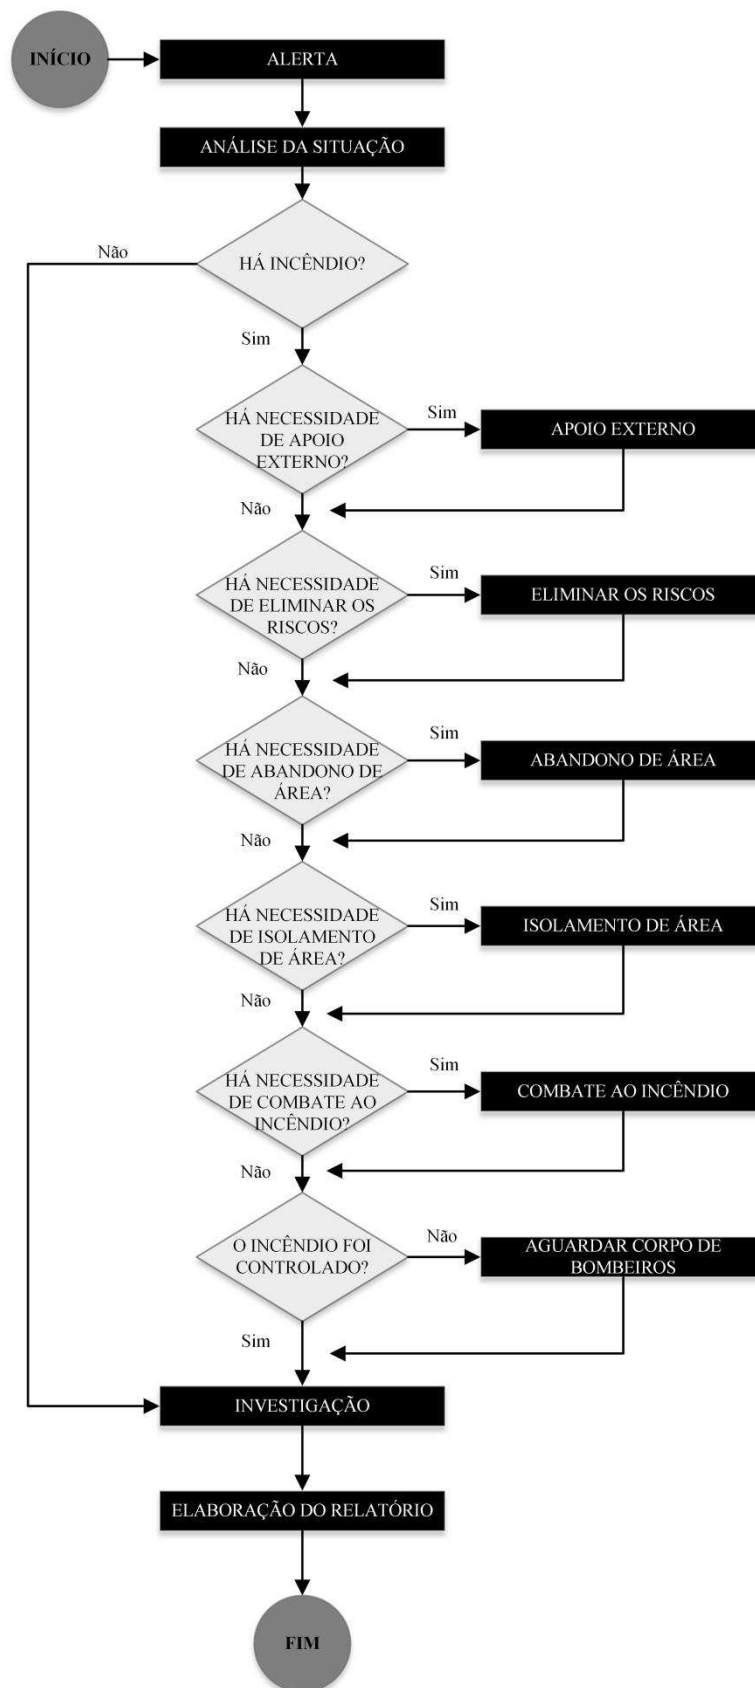 INÍCIO
ALERTA
ANÁLISE DA SITUAÇÃO
Não
HÁ INCÊNDIO?
Sim
HÁ NECESSIDADE
DE APOIO
EXTERNO?
Sim
APOIO EXTERNO
Não
HÁ NECESSIDADE
DE ELIMINAR OS
RISCOS?
Sim
ELIMINAR OS RISCOS
Não
HÁ NECESSIDADE
DE ABANDONO DE
ÁREA?
Sim
ABANDONO DE ÁREA
Não
HÁ NECESSIDADE
DE ISOLAMENTO
DE ÁREA?
Sim
ISOLAMENTO DE ÁREA
Não
HÁ NECESSIDADE
DE COMBATE AO
INCÊNDIO?
Sim
COMBATE AO INCÊNDIO
Não
O INCÊNDIO FOI
CONTROLADO?
Não
AGUARDAR CORPO DE
BOMBEIROS
Sim
INVESTIGAÇÃO
ELABORAÇÃO DO RELATÓRIO
FIM